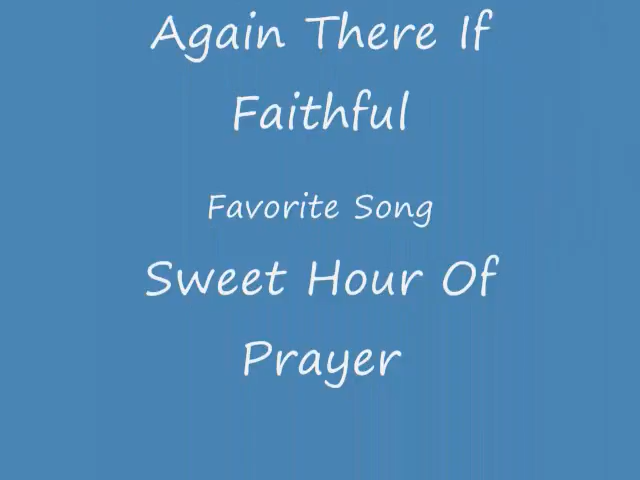 Again There If
Faithful
Favorite Song
Sweet Hour Of
Prayer